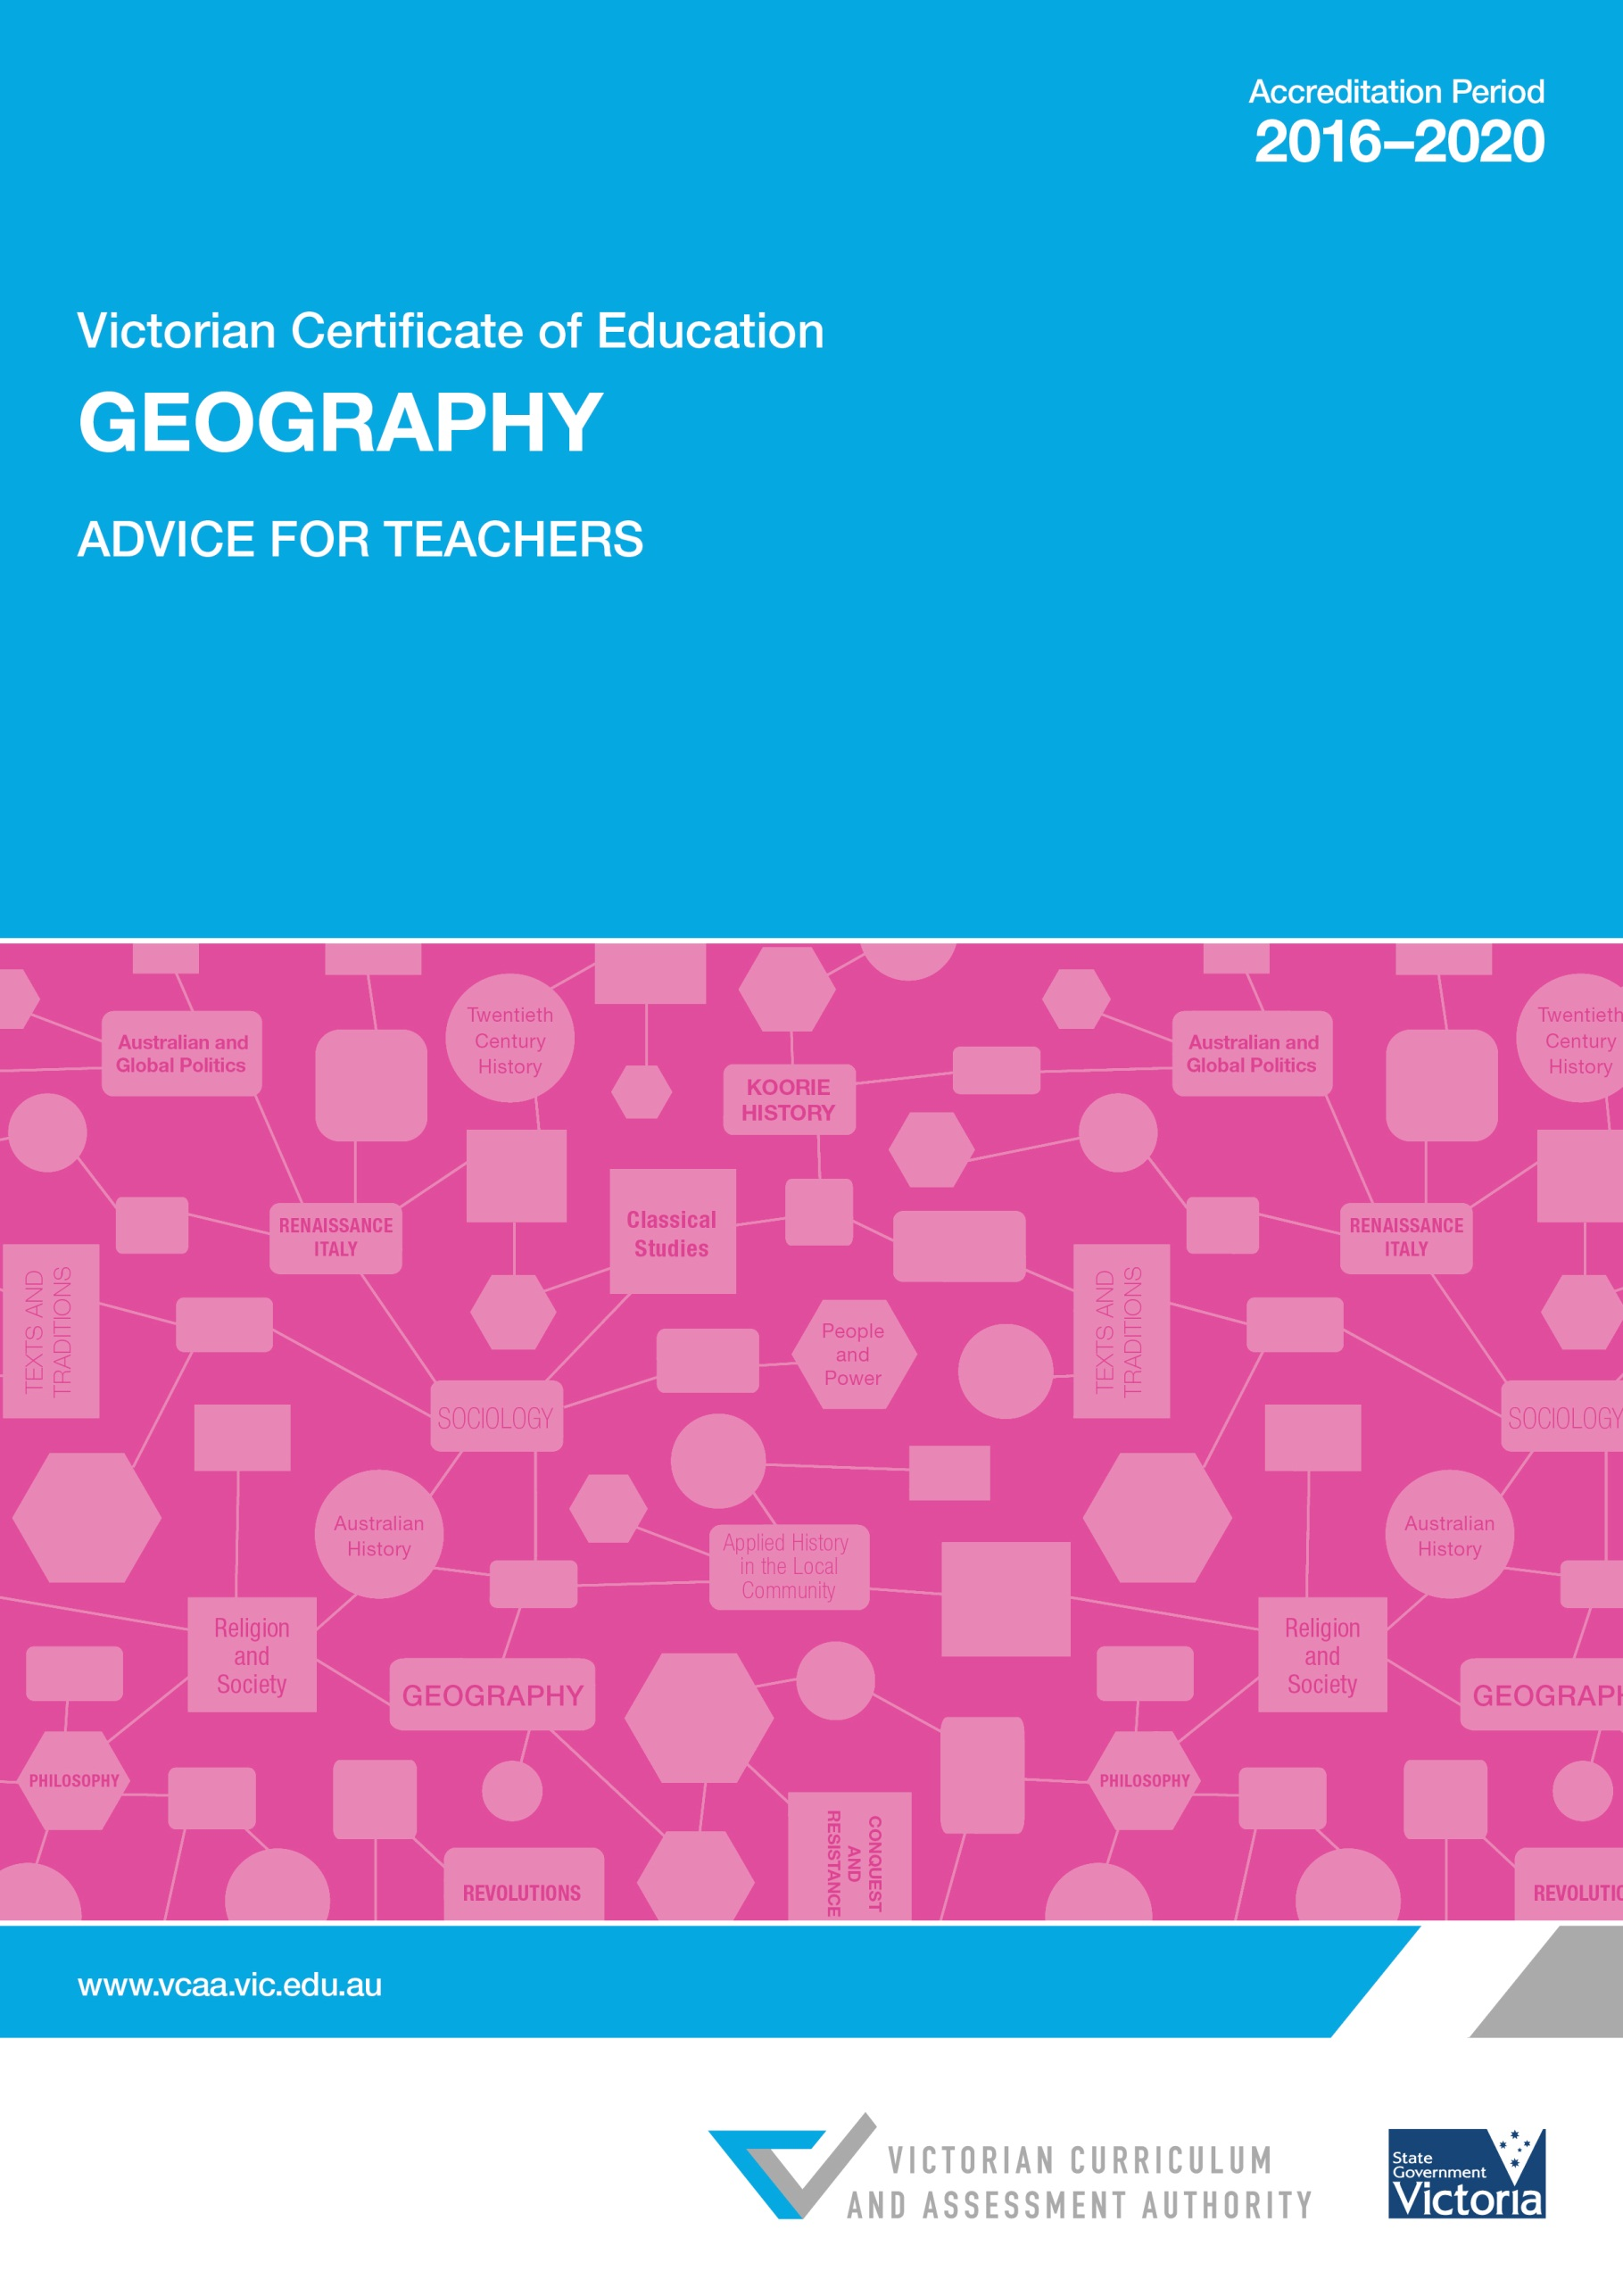 Accreditation Period
2016–2020
Victorian Certificate of Education
GEOGRAPHY
ADVICE FOR TEACHERS
Australian and
Global Politics
Twentieth
Century
History
KOORIE
HISTORY
Australian and
Global Politics
Twentieth
Century
History
RENAISSANCE
ITALY
Classical
Studies
RENAISSANCE
ITALY
TEXTS AND
TRADITIONS
People
and
Power
TEXTS AND
TRADITIONS
SOCIOLOGY
SOCIOLOGY
Australian
History
Applied History
in the Local
Community
Australian
History
Religion
and
Society
Religion
and
Society
GEOGRAPHY
GEOGRAPH
PHILOSOPHY
PHILOSOPHY
CONQUEST
AND
RESISTANCE
REVOLUTIONS
REVOLUTIO
www.vcaa.vic.edu.au
VICTORIAN CURRICULUM
AND ASSESSMENT AUTHORITY
State
Government
Victoria